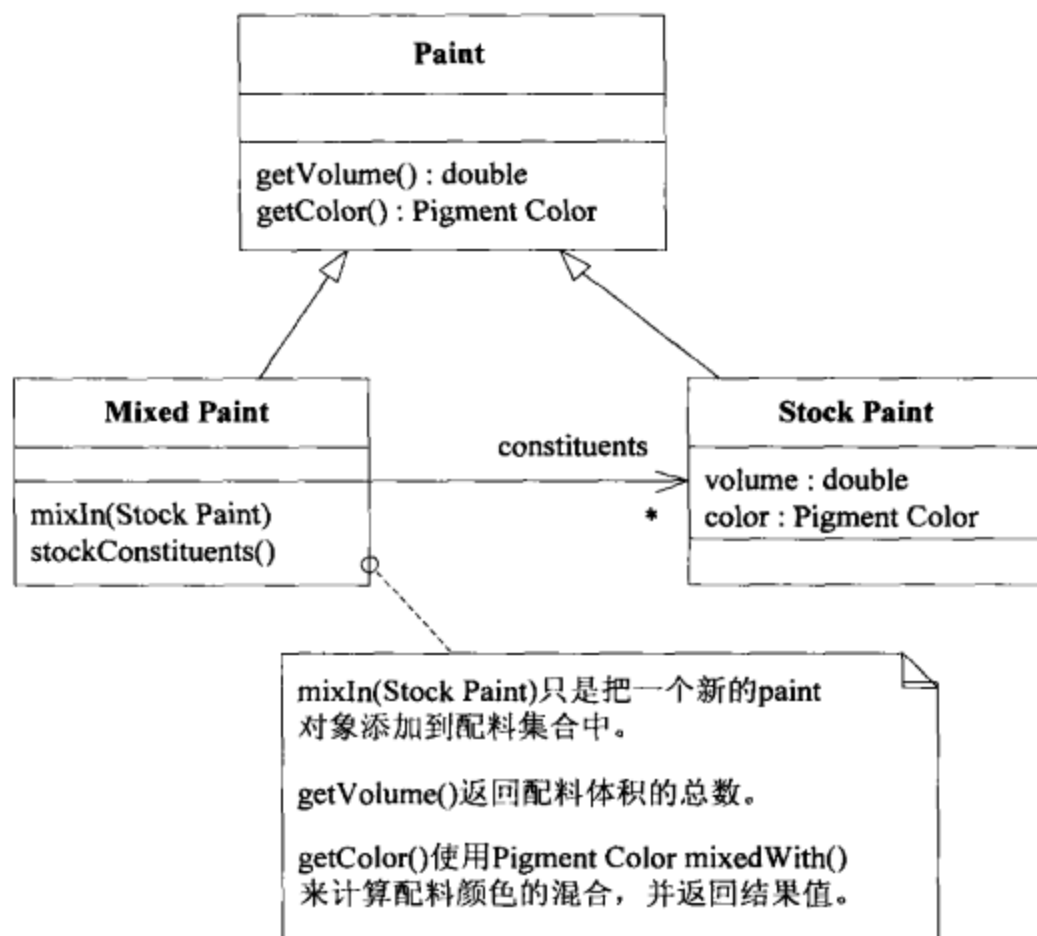 Paint
getVolume() : double
getColor() : Pigment Color
Mixed Paint
mixIn(Stock Paint)
stockConstituents()
constituents
*
Stock Paint
volume : double
color : Pigment Color
mixIn(Stock Paint)只是把一个新的paint
对象添加到配料集合中。
getVolume()返回配料体积的总数。
getColor()使用Pigment Color mixedWith()
来计算配料颜色的混合，并返回结果值。